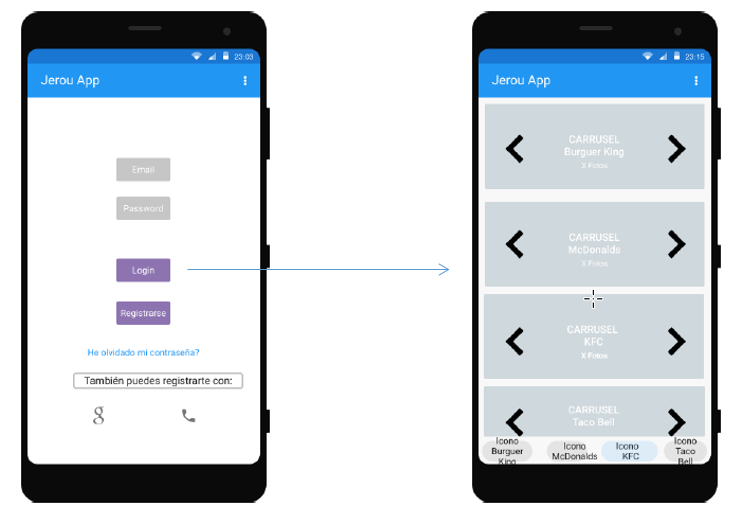 23:03
Jerou App
Email
Password
Login
Registrarse
He olvidado mi contraseña?
También puedes registrarte con:
g
23:15
Jerou App
CARRUSEL
Burguer King
X Fotos
CARRUSEL
McDonalds
X Fotos
CARRUSEL
KFC
X Fotos
CARRUSEL
Taco Bell
Icono
Burguer
King
Icono
McDonalds
Icono
KFC
Icono
Taco
Bell